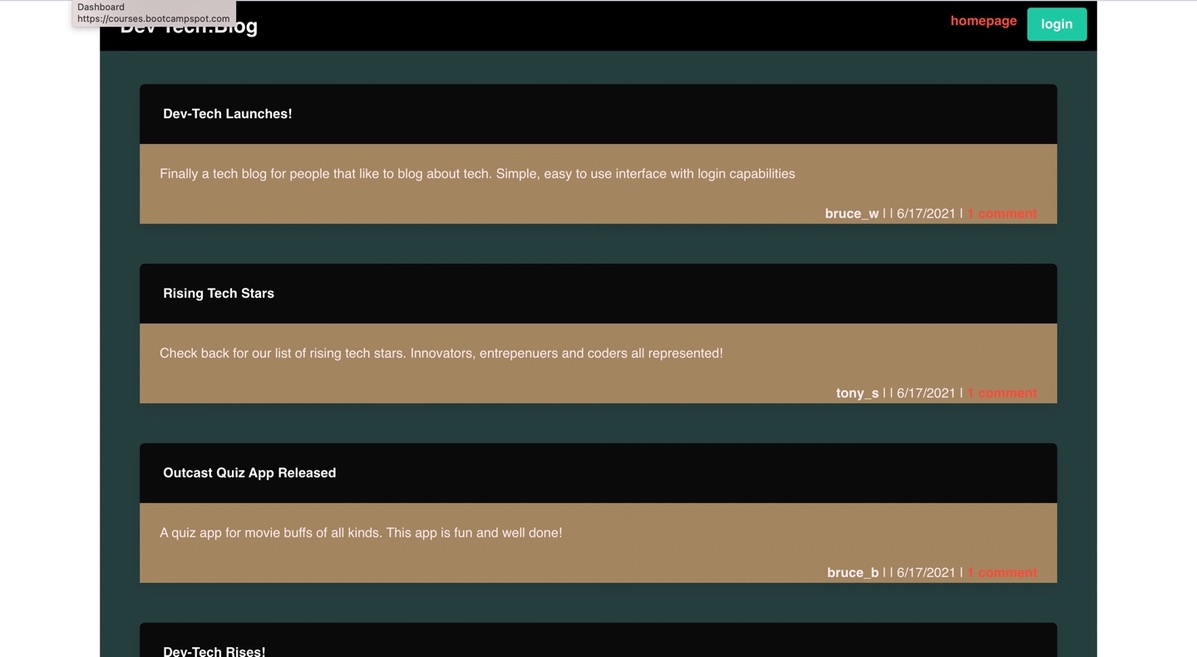 Dashboard
https://courses.bootcampspot.com
Dev-Tech.Blog
homepage
login
Dev-Tech Launches!
Finally a tech blog for people that like to blog about tech. Simple, easy to use interface with login capabilities
bruce_w | | 6/17/2021 | 1 comment
Rising Tech Stars
Check back for our list of rising tech stars. Innovators, entrepenuers and coders all represented!
tony_s | | 6/17/2021 | 1 comment
Outcast Quiz App Released
A quiz app for movie buffs of all kinds. This app is fun and well done!
bruce_b | | 6/17/2021 | 1 comment
Dev-Tech Rises!